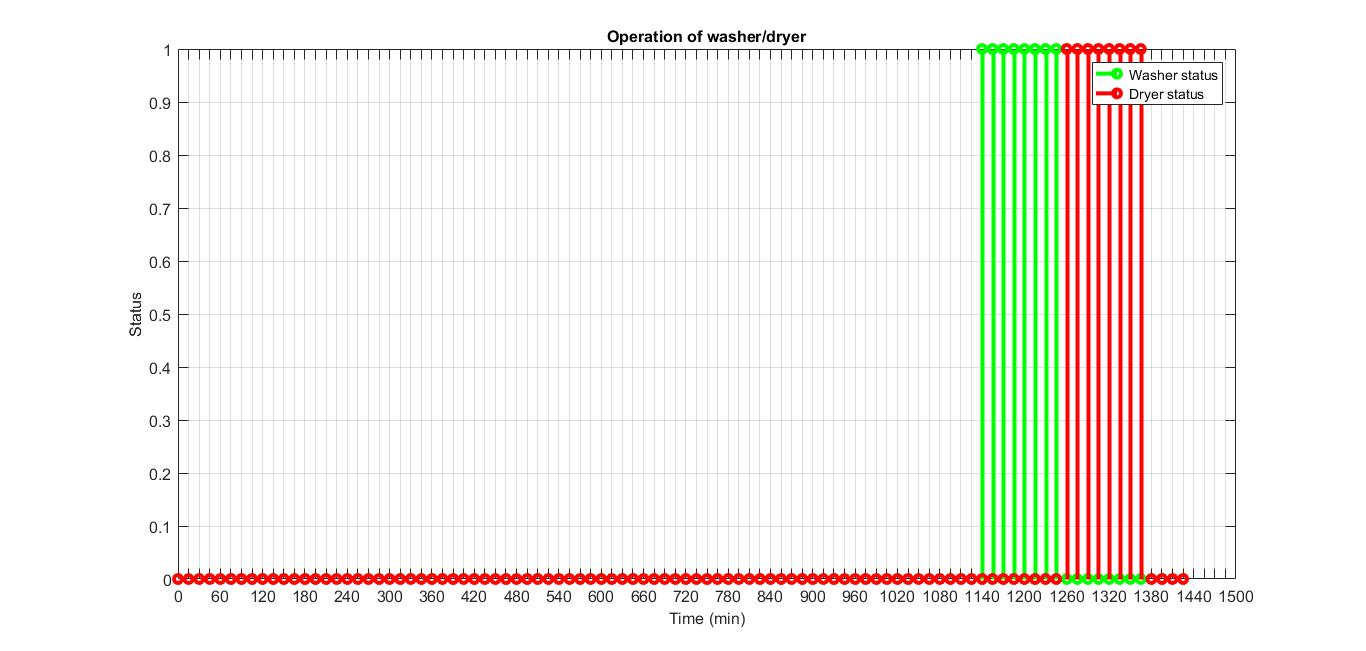 Operation of washer/dryer
1
0.9
0.8
0.7
0.6
0.5
0.4
0.3
0.2
0.1
0
Status
Washer status
Dryer status
0 60 120 180 240 300 360 420 480 540 600 660 720 780 840 900 960 1020 1080 1140 1200 1260 1320 1380 1440 1500
Time (min)